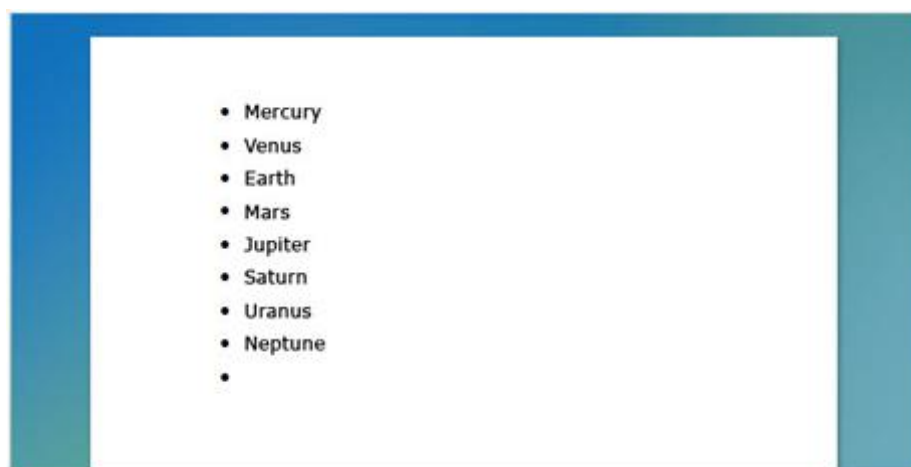 • Mercury
• Venus
• Earth
• Mars
• Jupiter
• Saturn
• Uranus
• Neptune
•